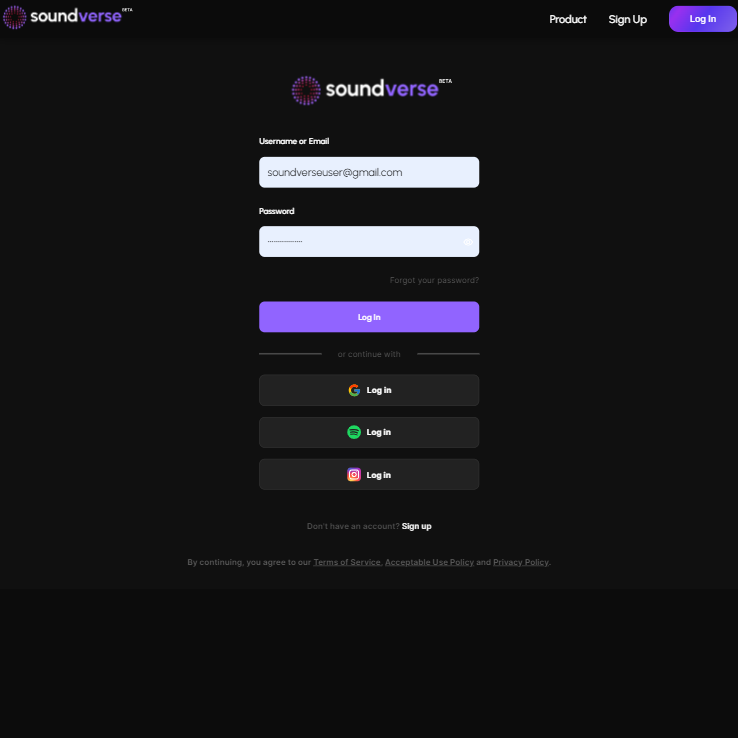 soundverse BETA
Product Sign Up Log In
soundverse BETA
Username or Email
soundverseuser@gmail.com
Password
Forgot your password?
Log In
or continue with
Log in
Log in
Log in
Don't have an account? Sign up
By continuing, you agree to our Terms of Service, Acceptable Use Policy and Privacy Policy.